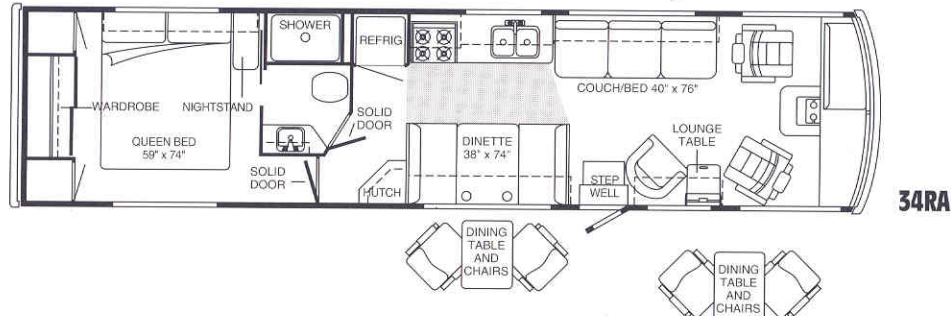 SHOWER
REFRIG
COUCH/BED 40" x 76"
WARDROBE
NIGHTSTAND
SOLID
DOOR
QUEEN BED
59" x 74"
DINETTE
38" x 74"
LOUNGE
TABLE
SOLID
DOOR
HUTCH
STEP
WELL
34RA
DINING
TABLE
AND
CHAIRS
DINING
TABLE
AND
CHAIRS